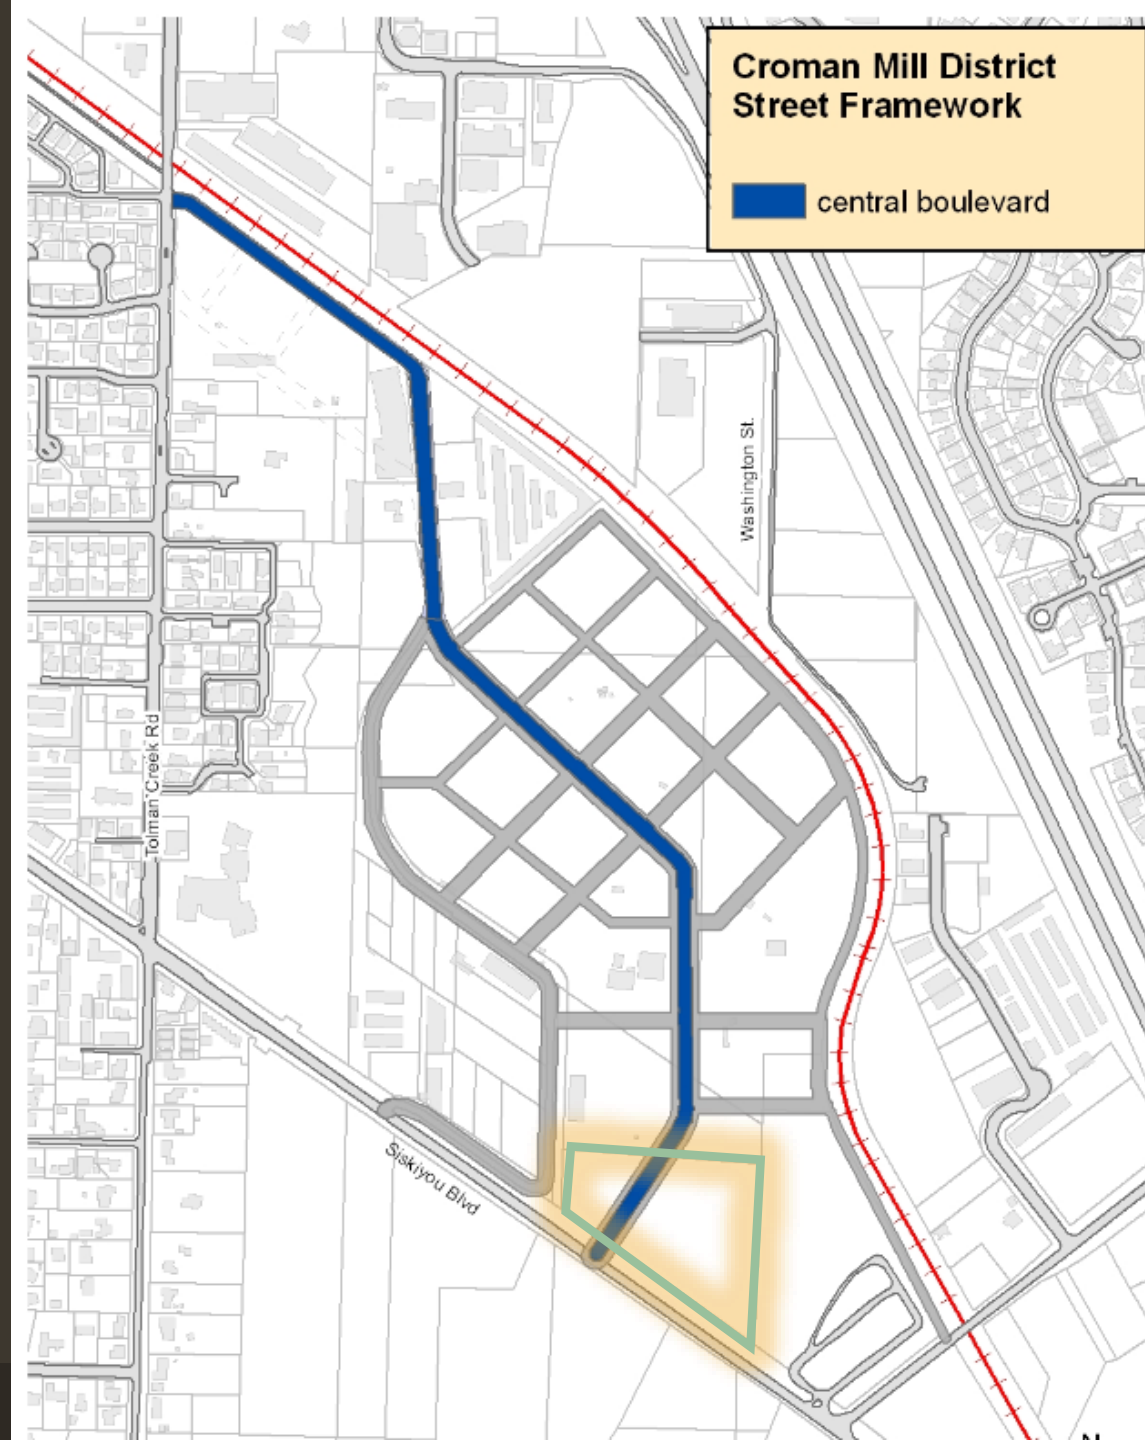 Croman Mill District
Street Framework
central boulevard
Washington St.
Tolman Creek Rd
Siskiyou Blvd
N